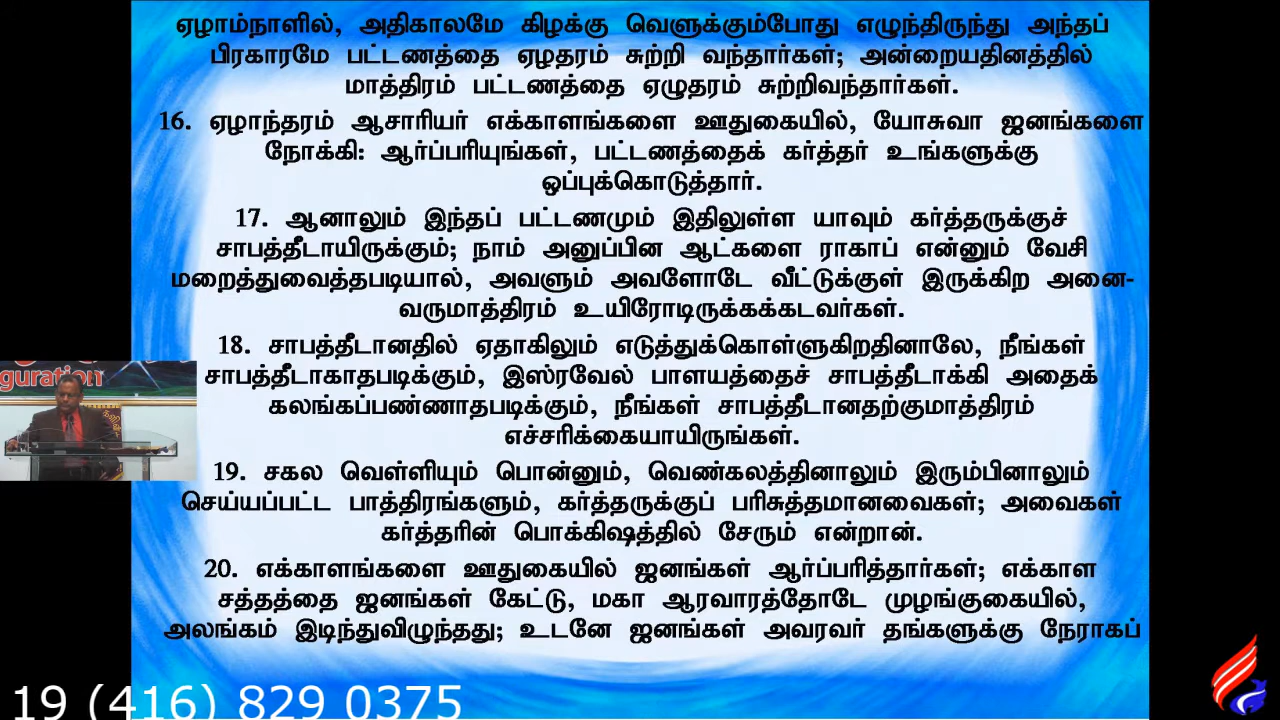 ஏழாம்நாளில், அதிகாலமே கிழக்கு வெளுக்கும்போது எழுந்திருந்து அந்தப்
பிரகாரமே பட்டணத்தை ஏழதரம் சுற்றி வந்தார்கள்; அன்றையதினத்தில்
மாத்திரம் பட்டணத்தை ஏழுதரம் சுற்றிவந்தார்கள்.
16. ஏழாந்தரம் ஆசாரியர் எக்காளங்களை ஊதுகையில், யோசுவா ஜனங்களை
நோக்கி: ஆர்ப்பரியுங்கள், பட்டணத்தைக் கர்த்தர் உங்களுக்கு
ஒப்புக்கொடுத்தார்.
17. ஆனாலும் இந்தப் பட்டணமும் இதிலுள்ள யாவும் கர்த்தருக்குச்
சாபத்தீடாயிருக்கும்; நாம் அனுப்பின ஆட்களை ராகாப் என்னும் வேசி
மறைத்துவைத்தபடியால், அவளும் அவளோடே வீட்டுக்குள் இருக்கிற அனை-
வருமாத்திரம் உயிரோடிருக்கக்கடவர்கள்.
18. சாபத்தீடானதில் ஏதாகிலும் எடுத்துக்கொள்ளுகிறதினாலே, நீங்கள்
சாபத்தீடாகாதபடிக்கும், இஸ்ரவேல் பாளயத்தைச் சாபத்தீடாக்கி அதைக்
கலங்கப்பண்ணாதபடிக்கும், நீங்கள் சாபத்தீடானதற்குமாத்திரம்
எச்சரிக்கையாயிருங்கள்.
guration
19. சகல வெள்ளியும் பொன்னும், வெண்கலத்தினாலும் இரும்பினாலும்
செய்யப்பட்ட பாத்திரங்களும், கர்த்தருக்குப் பரிசுத்தமானவைகள்; அவைகள்
கர்த்தரின் பொக்கிஷத்தில் சேரும் என்றான்.
20. எக்காளங்களை ஊதுகையில் ஜனங்கள் ஆர்ப்பரித்தார்கள்; எக்காள
சத்தத்தை ஜனங்கள் கேட்டு, மகா ஆரவாரத்தோடே முழங்குகையில்,
அலங்கம் இடிந்துவிழுந்தது; உடனே ஜனங்கள் அவரவர் தங்களுக்கு நேராகப்
19 (416) 829 0375